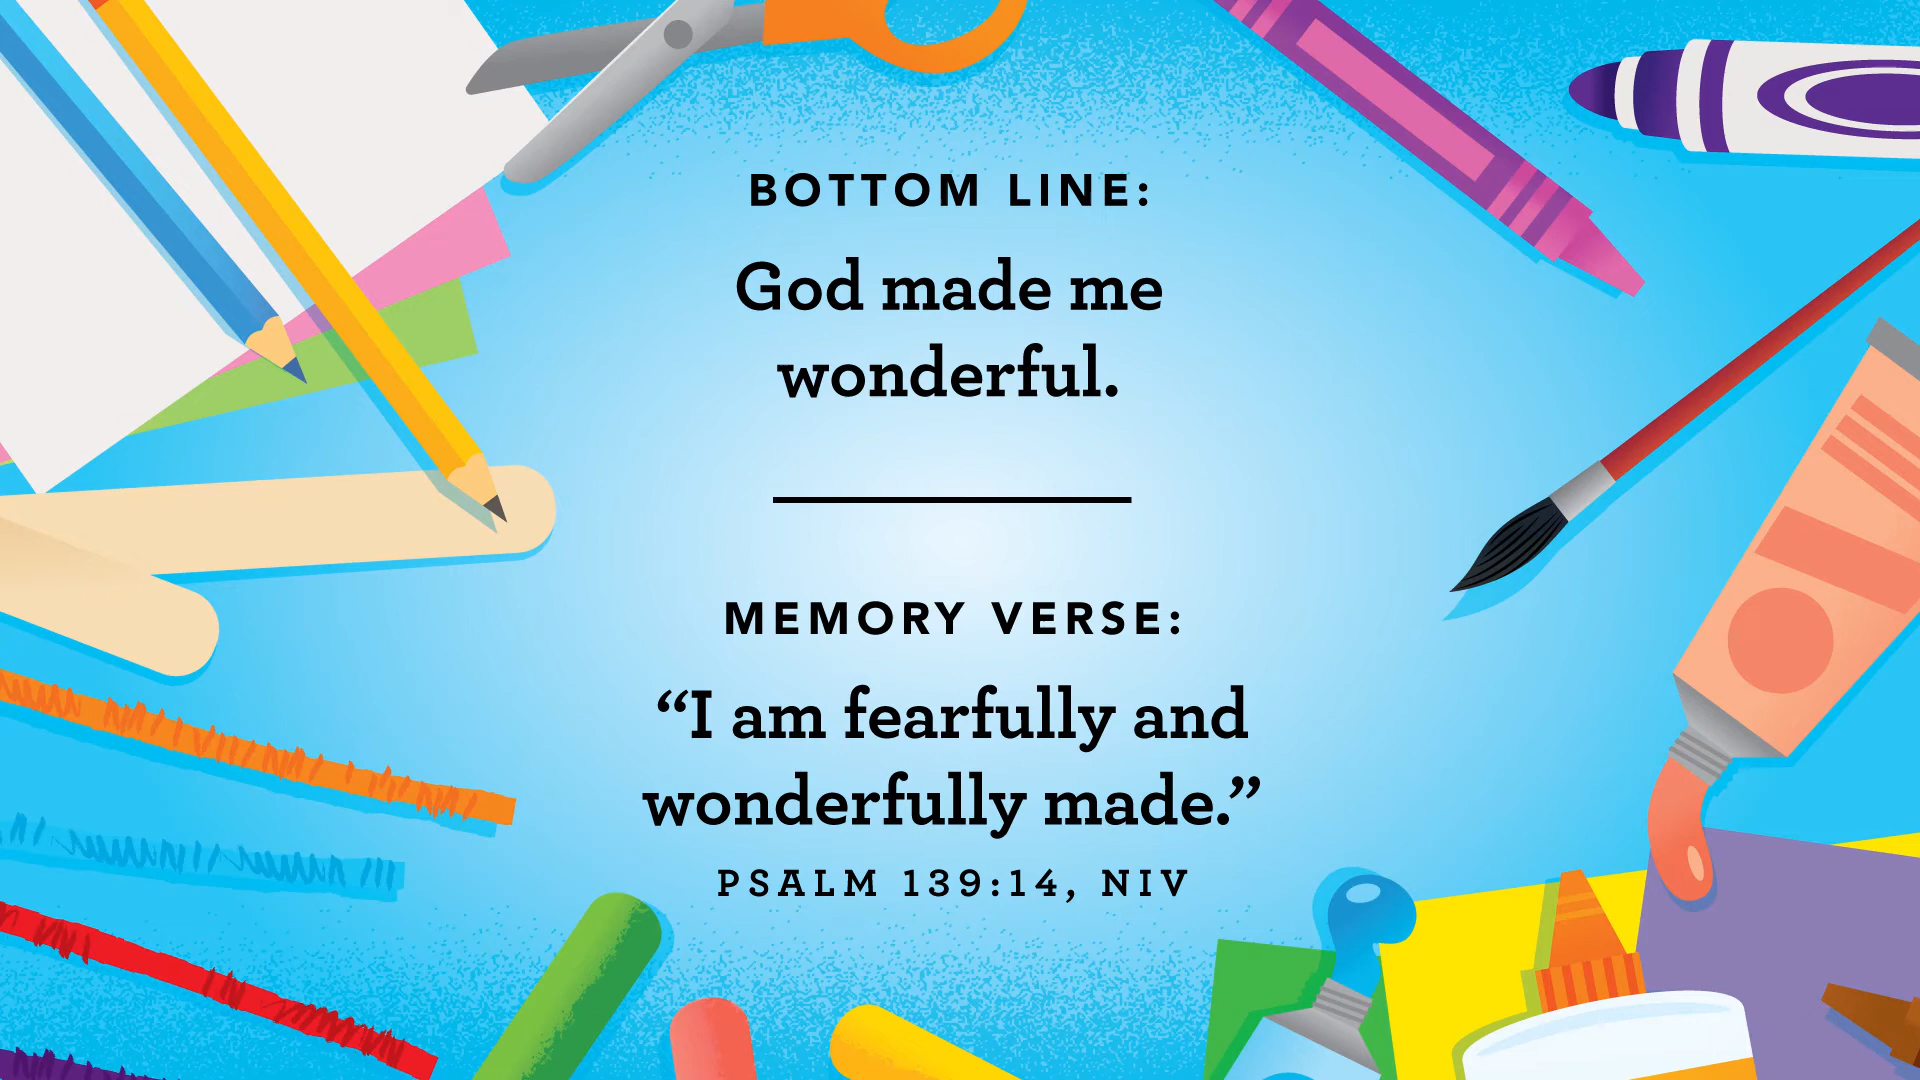 BOTTOM LINE:
God made me
wonderful.
MEMORY VERSE:
“I am fearfully and
wonderfully made.”
PSALM 139:14, NIV